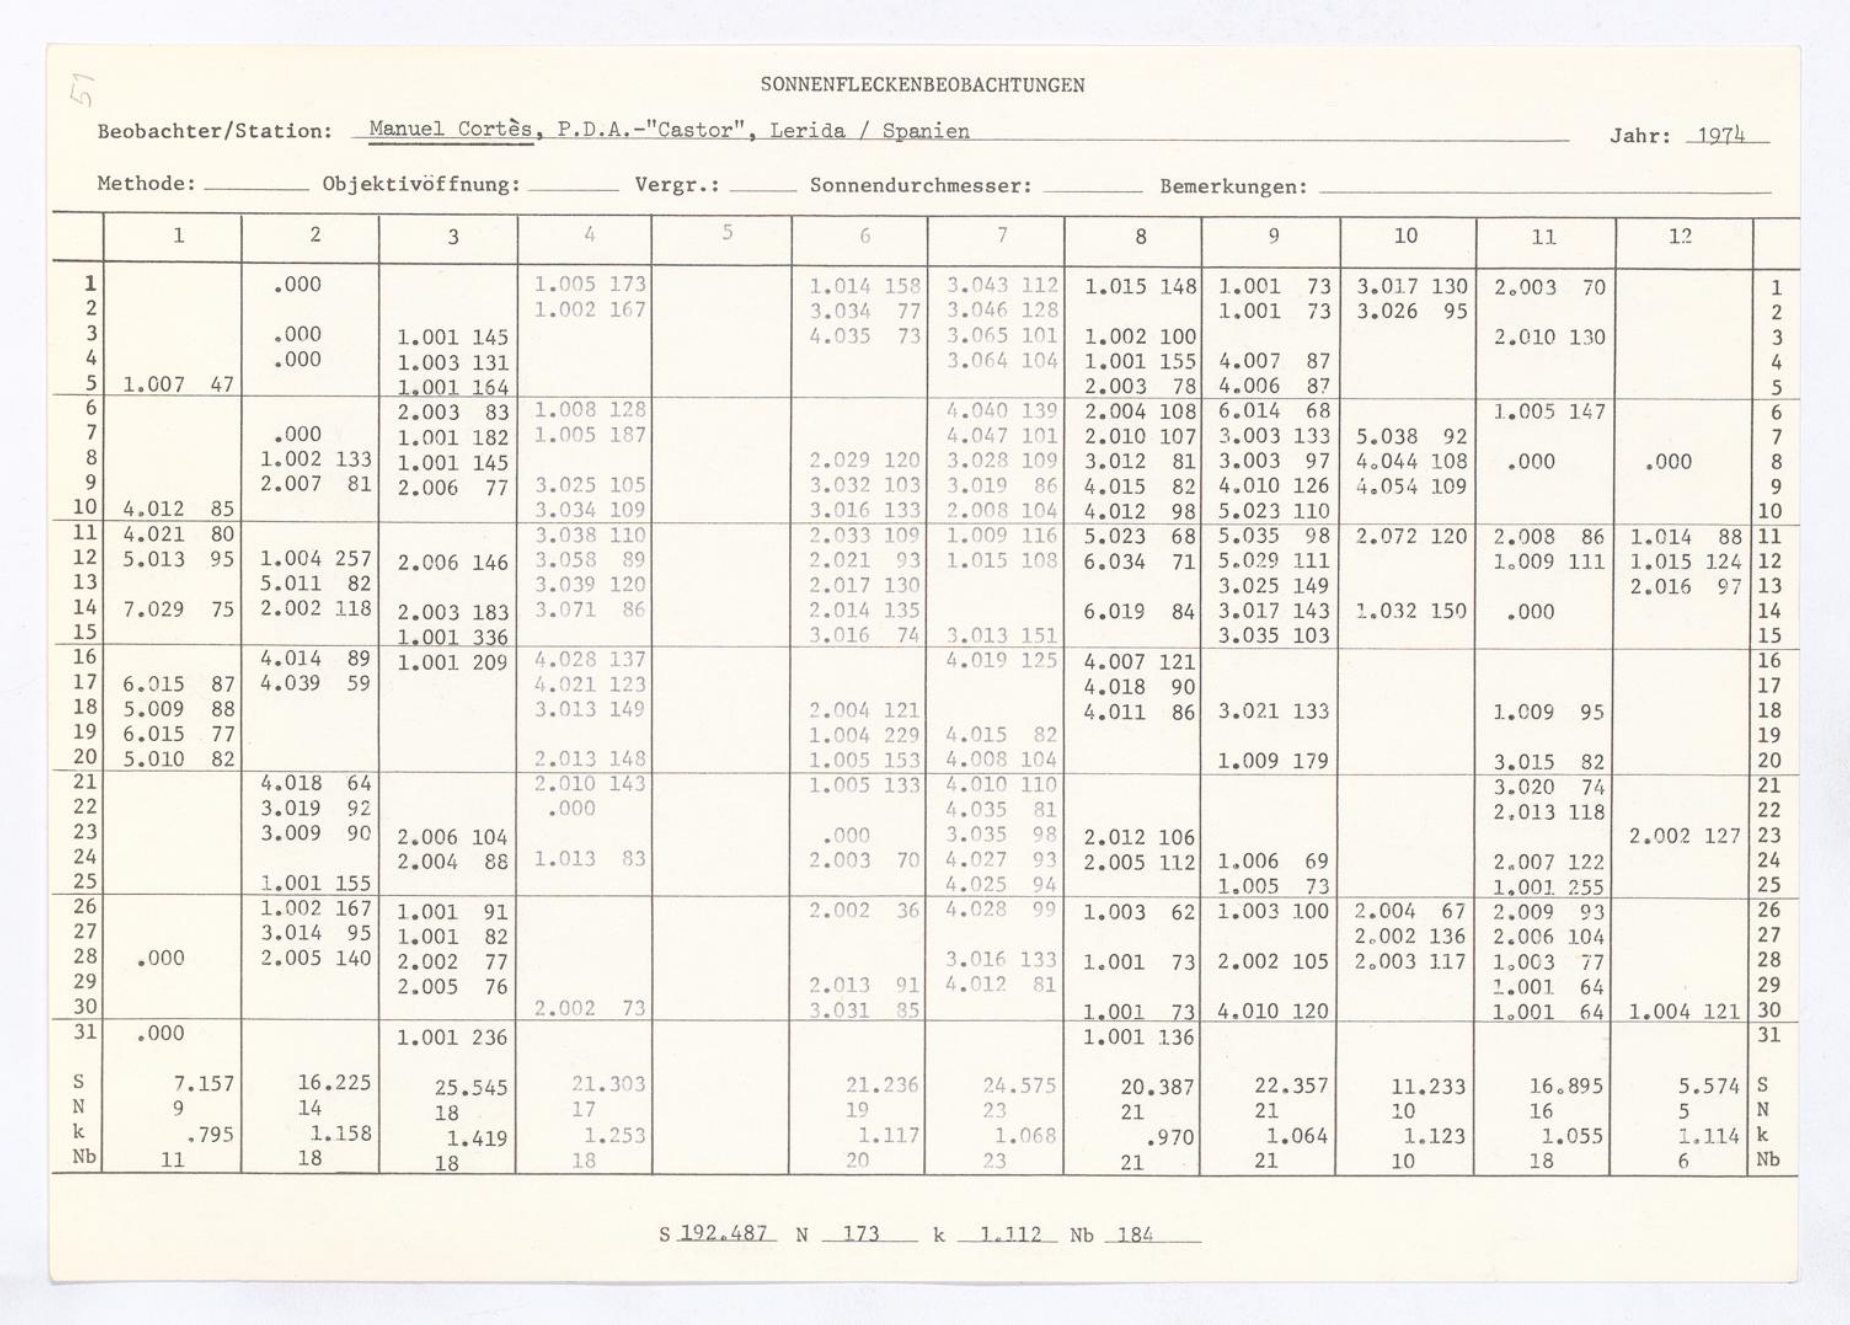 51
SONNENFLECKENBEOBACHTUNGEN
Beobachter/Station: Manuel Cortès, P.D.A.-"Castor", Lerida / Spanien Jahr: 1974
Methode: Objektivöffnung: Vergr.: Sonnendurchmesser: Bemerkungen:
1 2 3 4 5 6 7 8 9 10 11 12
1 .000 1.005 173 1.014 158 3.043 112 1.015 148 1.001 73 3.017 130 2.003 70 1
2 1.002 167 3.034 77 3.046 128 1.001 73 3.026 95 2
3 .000 1.001 145 4.035 73 3.065 101 1.002 100 2.010 130 3
4 .000 1.003 131 3.064 104 1.001 155 4.007 87 4
5 1.007 47 1.001 164 2.003 78 4.006 87 5
6 2.003 83 1.008 128 4.040 139 2.004 108 6.014 68 1.005 147 6
7 .000 1.001 182 1.005 187 4.047 101 2.010 107 3.003 133 5.038 92 7
8 1.002 133 1.001 145 2.029 120 3.028 109 3.012 81 3.003 97 4.044 108 .000 .000 8
9 2.007 81 2.006 77 3.025 105 3.032 103 3.019 86 4.015 82 4.010 126 4.054 109 9
10 4.012 85 3.034 109 3.016 133 2.008 104 4.012 98 5.023 110 10
11 4.021 80 3.038 110 2.033 109 1.009 116 5.023 68 5.035 98 2.072 120 2.008 86 1.014 88 11
12 5.013 95 1.004 257 2.006 146 3.058 89 2.021 93 1.015 108 6.034 71 5.029 111 1.009 111 1.015 124 12
13 5.011 82 3.039 120 2.017 130 3.025 149 2.016 97 13
14 7.029 75 2.002 118 2.003 183 3.071 86 2.014 135 6.019 84 3.017 143 1.032 150 .000 14
15 1.001 336 3.016 74 3.013 151 3.035 103 15
16 4.014 89 1.001 209 4.028 137 4.019 125 4.007 121 16
17 6.015 87 4.039 59 4.021 123 4.018 90 17
18 5.009 88 3.013 149 2.004 121 4.011 86 3.021 133 1.009 95 18
19 6.015 77 1.004 229 4.015 82 19
20 5.010 82 2.013 148 1.005 153 4.008 104 1.009 179 3.015 82 20
21 4.018 64 2.010 143 1.005 133 4.010 110 3.020 74 21
22 3.019 92 .000 4.035 81 2.013 118 22
23 3.009 90 2.006 104 .000 3.035 98 2.012 106 2.002 127 23
24 2.004 88 1.013 83 2.003 70 4.027 93 2.005 112 1.006 69 2.007 122 24
25 1.001 155 4.025 94 1.005 73 1.001 255 25
26 1.002 167 1.001 91 2.002 36 4.028 99 1.003 62 1.003 100 2.004 67 2.009 93 26
27 3.014 95 1.001 82 2.002 136 2.006 104 27
28 .000 2.005 140 2.002 77 3.016 133 1.001 73 2.002 105 2.003 117 1.003 77 28
29 2.005 76 2.013 91 4.012 81 1.001 64 29
30 2.002 73 3.031 85 1.001 73 4.010 120 1.001 64 1.004 121 30
31 .000 1.001 236 1.001 136 31
S 7.157 16.225 25.545 21.303 21.236 24.575 20.387 22.357 11.233 16.895 5.574 S
N 9 14 18 17 19 23 21 21 10 16 5 N
k .795 1.158 1.419 1.253 1.117 1.068 .970 1.064 1.123 1.055 1.114 k
Nb 11 18 18 18 20 23 21 21 10 18 6 Nb
S 192.487 N 173 k 1.112 Nb 184